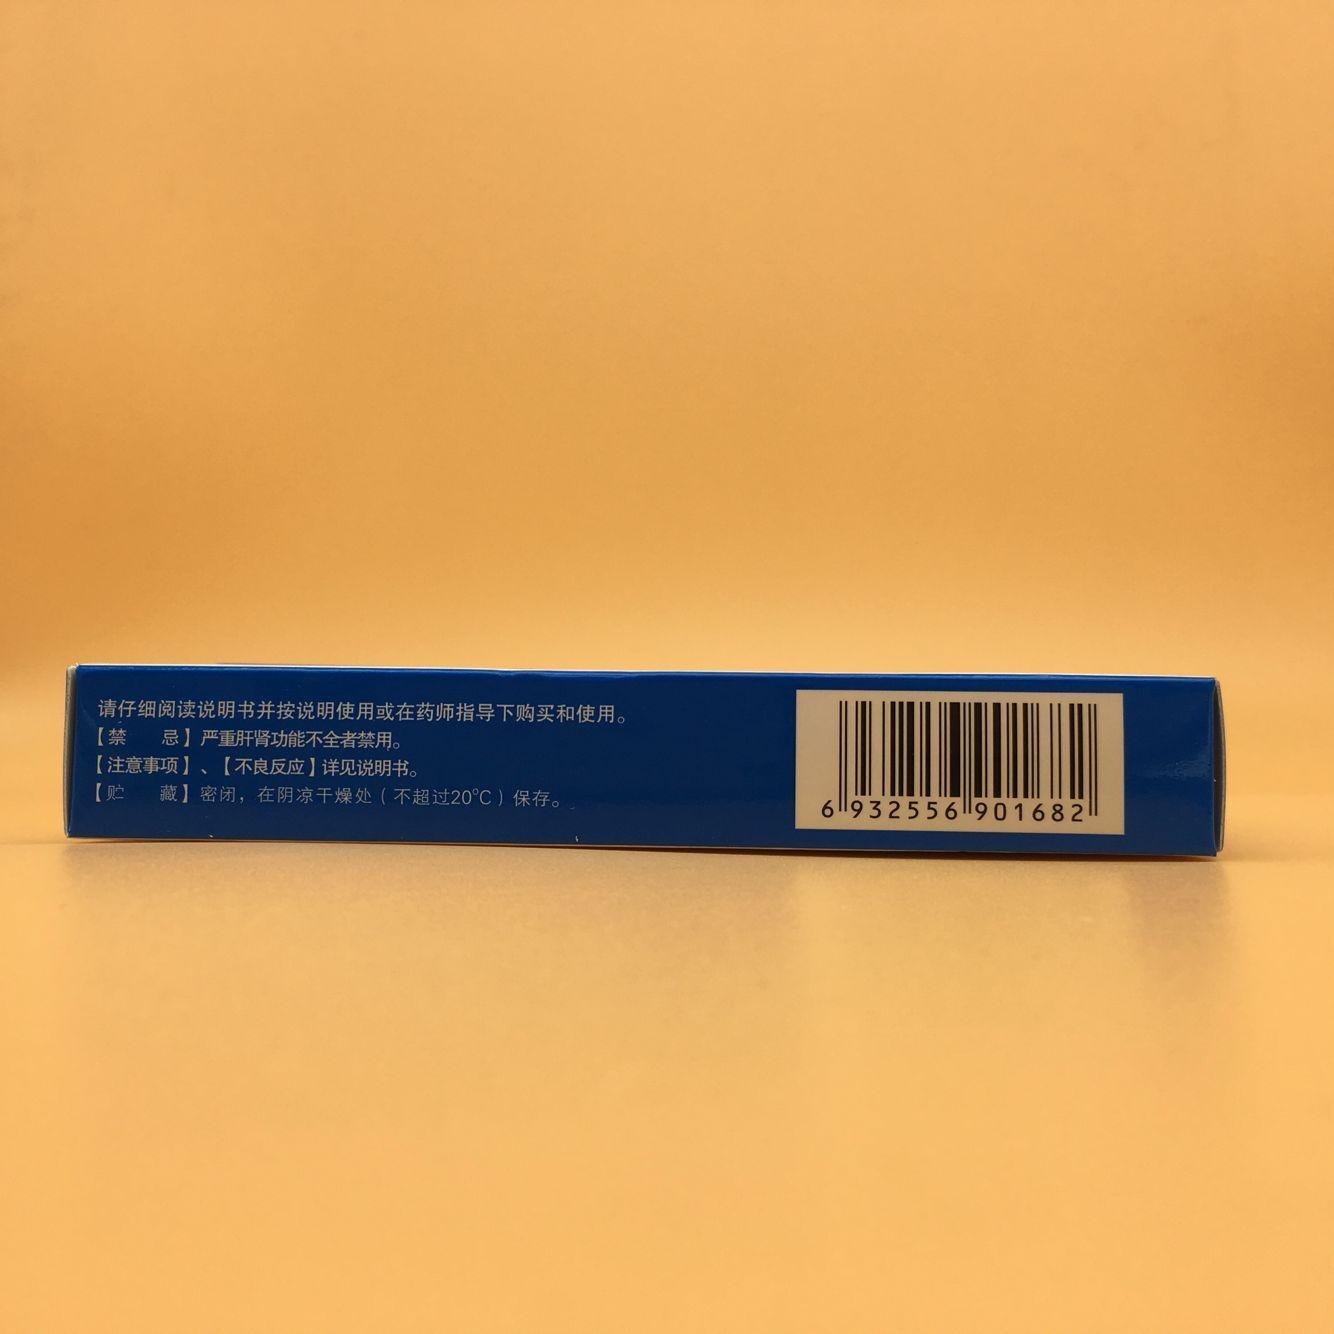 请仔细阅读说明书并按说明使用或在药师指导下购买和使用。
【禁　　忌】严重肝肾功能不全者禁用。
【注意事项】、【不良反应】详见说明书。
【贮　　藏】密闭，在阴凉干燥处（不超过20℃）保存。
6 932556 901682